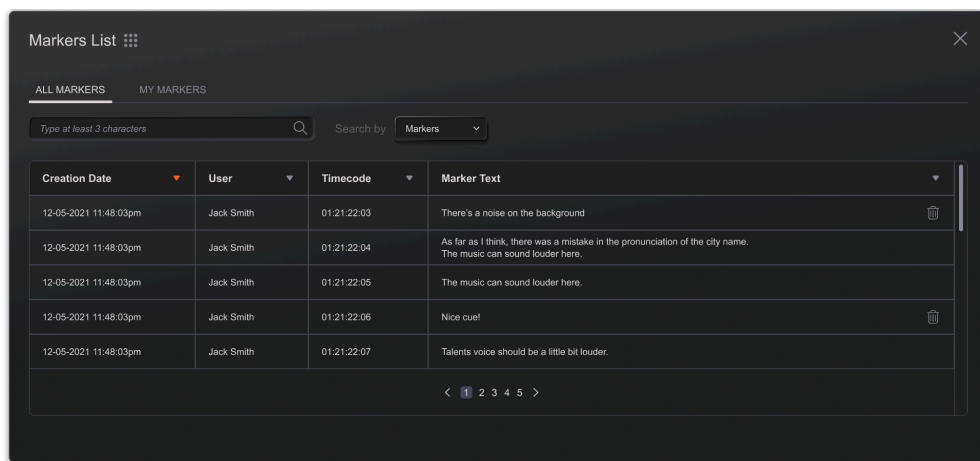 Markers List
ALL MARKERS MY MARKERS
Type at least 3 characters Search by Markers
Creation Date User Timecode Marker Text
12-05-2021 11:48:03pm Jack Smith 01:21:22:03 There's a noise on the background
12-05-2021 11:48:03pm Jack Smith 01:21:22:04 As far as I think, there was a mistake in the pronunciation of the city name.
The music can sound louder here.
12-05-2021 11:48:03pm Jack Smith 01:21:22:05 The music can sound louder here.
12-05-2021 11:48:03pm Jack Smith 01:21:22:06 Nice cue!
12-05-2021 11:48:03pm Jack Smith 01:21:22:07 Talents voice should be a little bit louder.
1 2 3 4 5